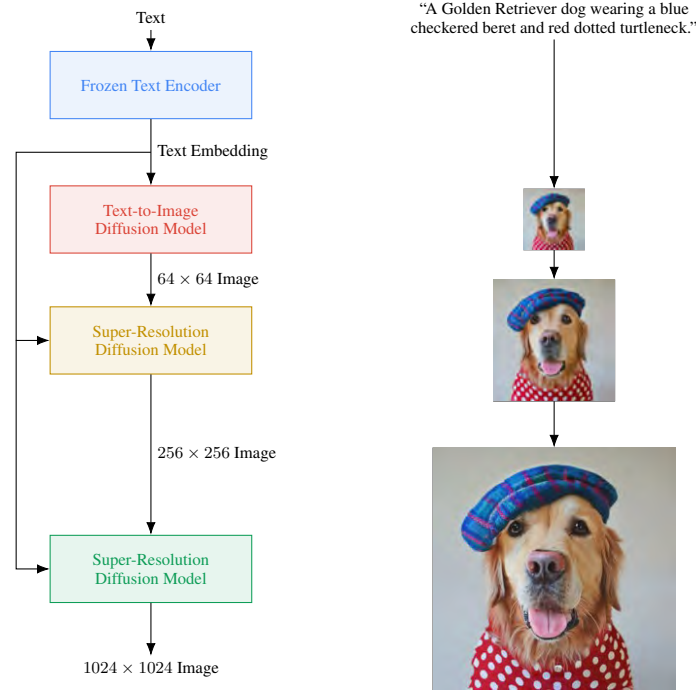 Text
Frozen Text Encoder
Text Embedding
Text-to-Image
Diffusion Model
64 × 64 Image
Super-Resolution
Diffusion Model
256 × 256 Image
Super-Resolution
Diffusion Model
1024 × 1024 Image
“A Golden Retriever dog wearing a blue
checkered beret and red dotted turtleneck.”